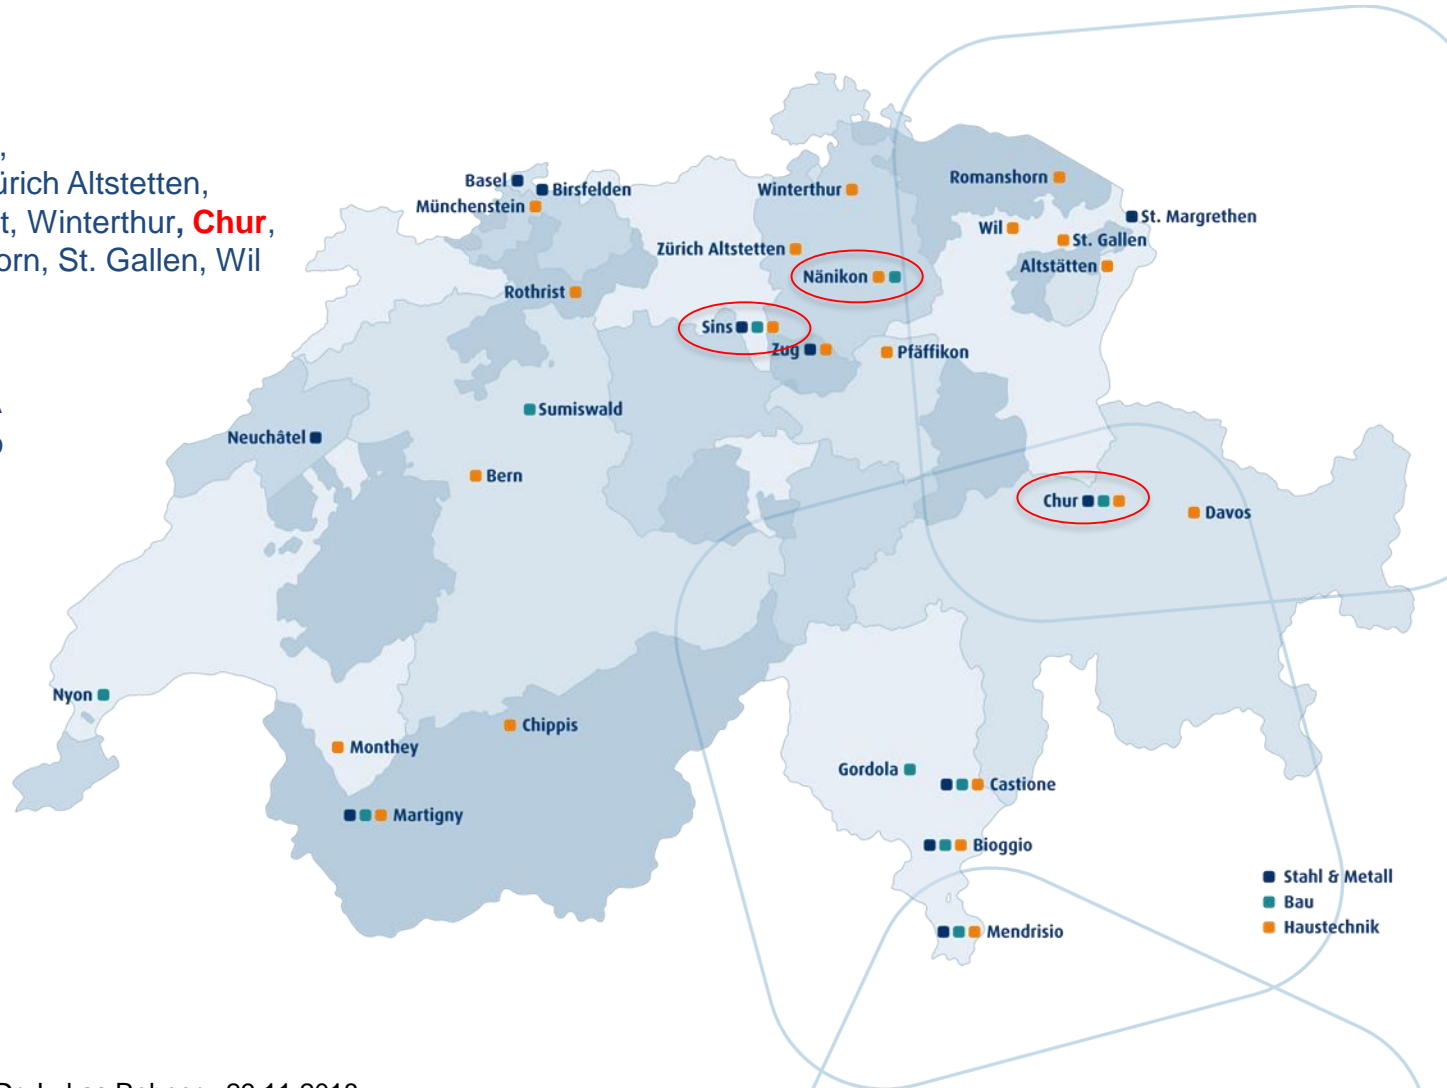 ,
ürich Altstetten,
t, Winterthur, Chur,
orn, St. Gallen, Wil
Basel
Birsfelden
Münchenstein
Winterthur
Romanshorn
St. Margrethen
Wil
St. Gallen
Zürich Altstetten
Altstätten
Nänikon
Rothrist
Sins
Zug
Pfäffikon
Sumiswald
Neuchâtel
Bern
Chur
Davos
Nyon
Chippis
Monthey
Gordola
Castione
Martigny
Bioggio
Mendrisio
Stahl & Metall
Bau
Haustechnik